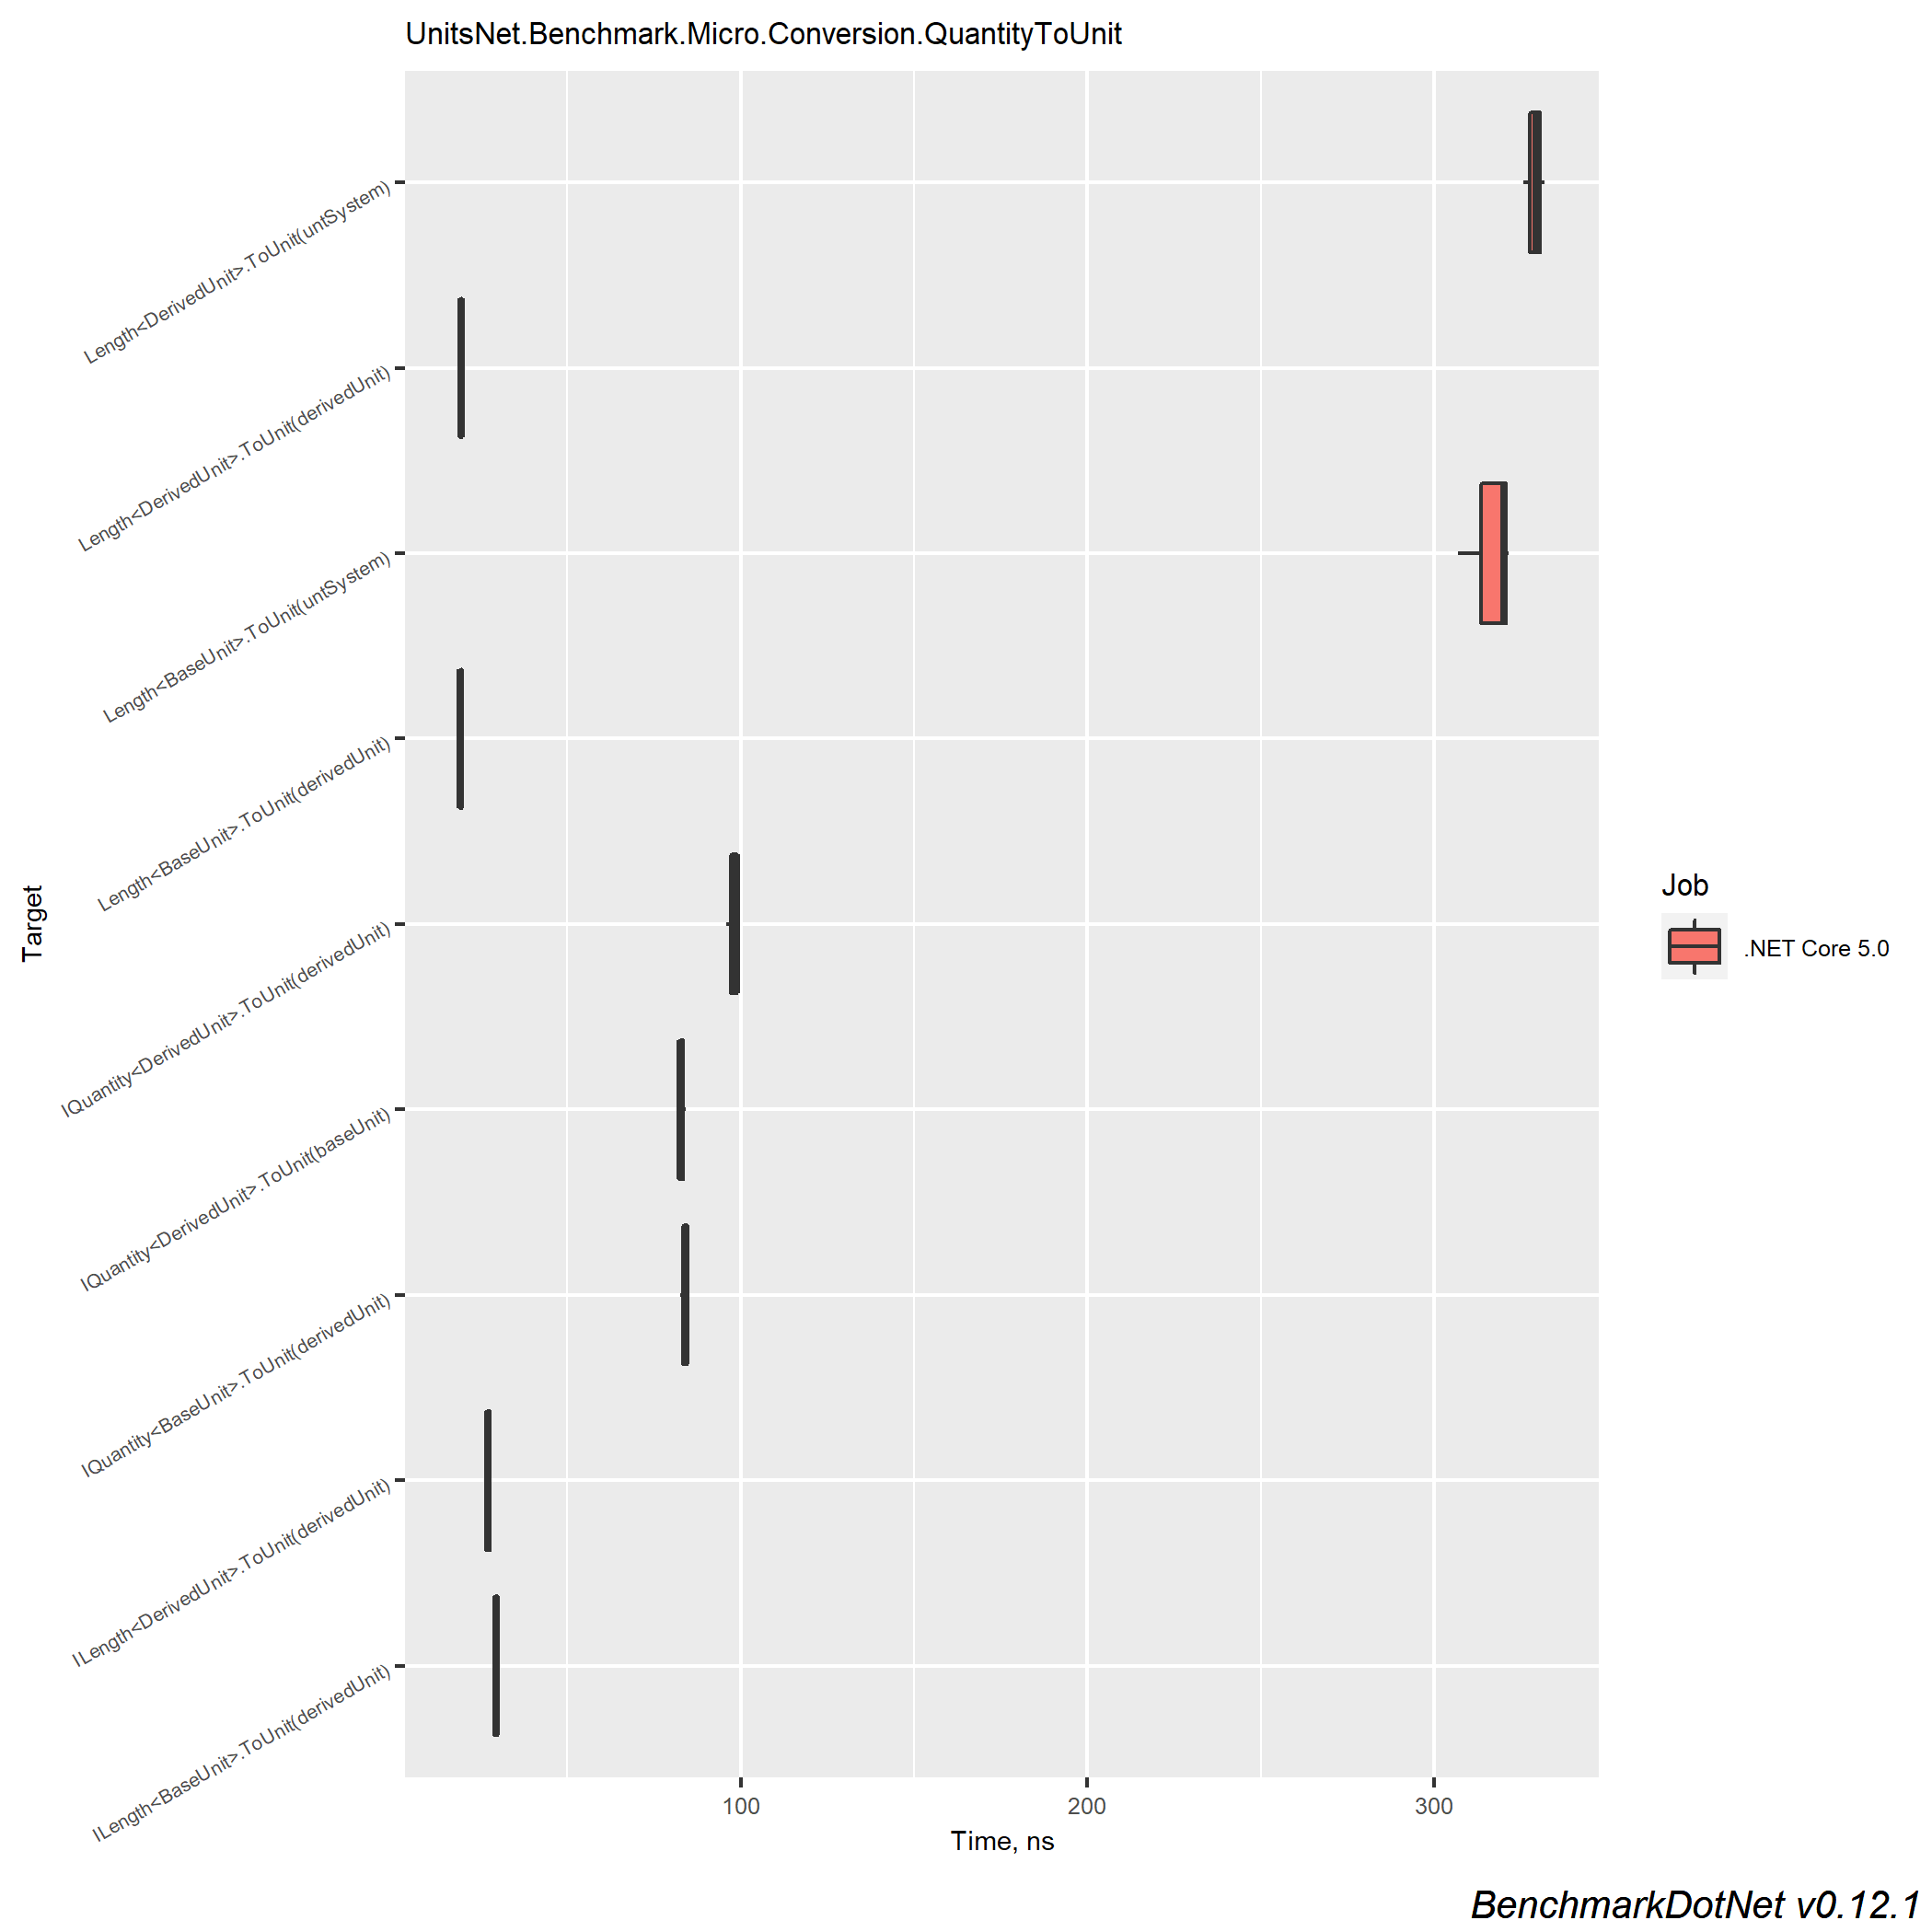 UnitsNet.Benchmark.Micro.Conversion.QuantityToUnit
Length<DerivedUnit>.ToUnit(untSystem)
Length<DerivedUnit>.ToUnit(derivedUnit)
Length<BaseUnit>.ToUnit(untSystem)
Length<BaseUnit>.ToUnit(derivedUnit)
IQuantity<DerivedUnit>.ToUnit(derivedUnit)
IQuantity<DerivedUnit>.ToUnit(baseUnit)
IQuantity<BaseUnit>.ToUnit(derivedUnit)
ILength<DerivedUnit>.ToUnit(derivedUnit)
ILength<BaseUnit>.ToUnit(derivedUnit)
Target
100 200 300
Time, ns
Job
.NET Core 5.0
BenchmarkDotNet v0.12.1